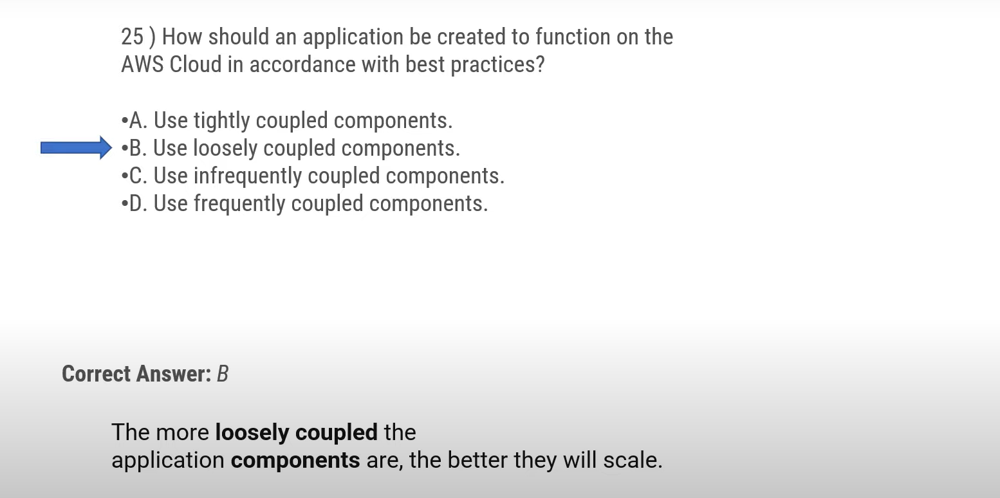 25 ) How should an application be created to function on the
AWS Cloud in accordance with best practices?
•A. Use tightly coupled components.
•B. Use loosely coupled components.
•C. Use infrequently coupled components.
•D. Use frequently coupled components.
Correct Answer: B
The more loosely coupled the
application components are, the better they will scale.